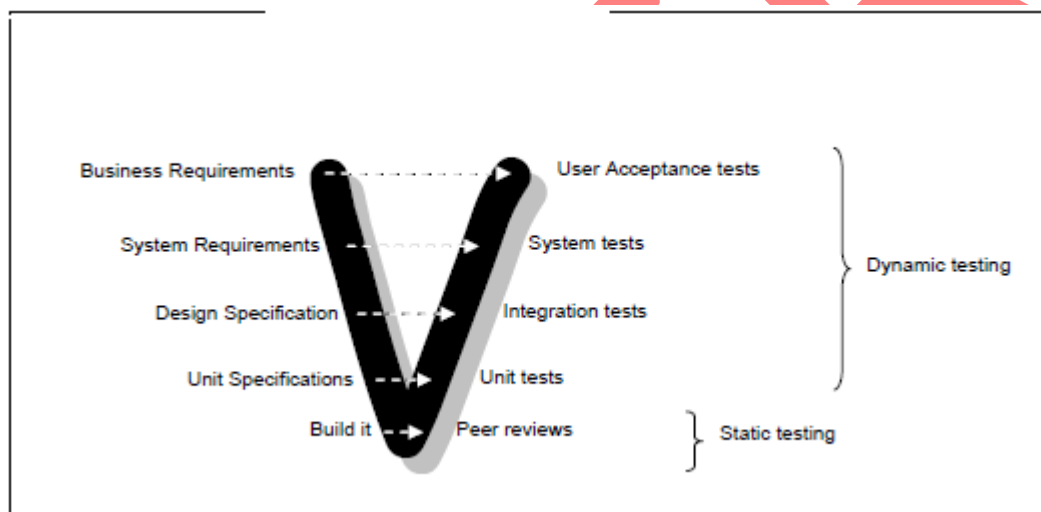 Business Requirements
User Acceptance tests
System Requirements
System tests
Dynamic testing
Design Specification
Integration tests
Unit Specifications
Unit tests
Build it
Peer reviews
Static testing